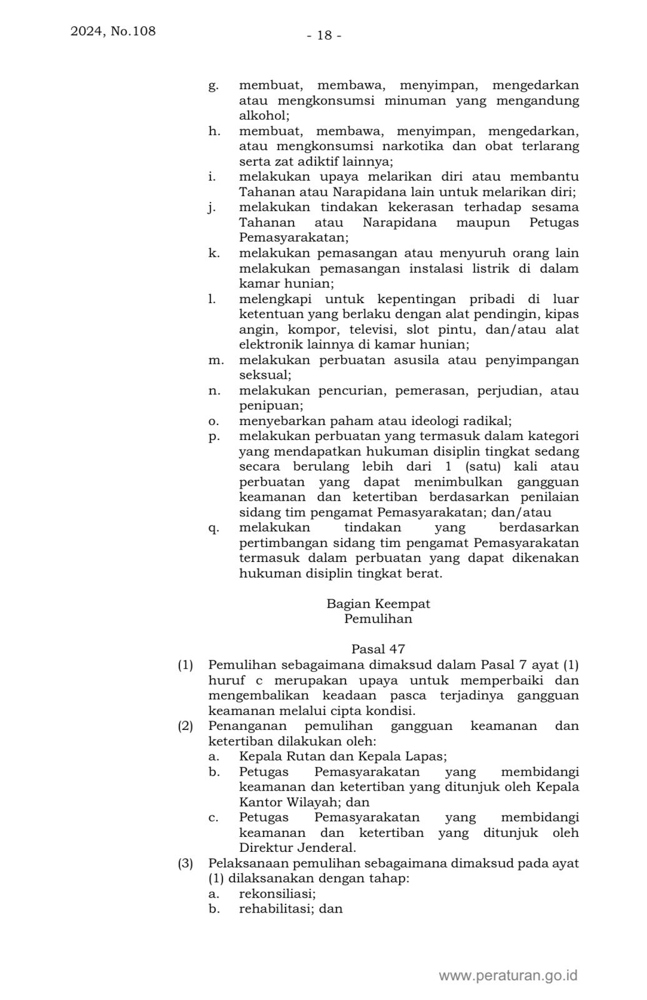 2024, No.108
- 18 -
g. membuat, membawa, menyimpan, mengedarkan
atau mengkonsumsi minuman yang mengandung
alkohol;
h. membuat, membawa, menyimpan, mengedarkan,
atau mengkonsumsi narkotika dan obat terlarang
serta zat adiktif lainnya;
i. melakukan upaya melarikan diri atau membantu
Tahanan atau Narapidana lain untuk melarikan diri;
j. melakukan tindakan kekerasan terhadap sesama
Tahanan atau Narapidana maupun Petugas
Pemasyarakatan;
k. melakukan pemasangan atau menyuruh orang lain
melakukan pemasangan instalasi listrik di dalam
kamar hunian;
l. melengkapi untuk kepentingan pribadi di luar
ketentuan yang berlaku dengan alat pendingin, kipas
angin, kompor, televisi, slot pintu, dan/atau alat
elektronik lainnya di kamar hunian;
m. melakukan perbuatan asusila atau penyimpangan
seksual;
n. melakukan pencurian, pemerasan, perjudian, atau
penipuan;
o. menyebarkan paham atau ideologi radikal;
p. melakukan perbuatan yang termasuk dalam kategori
yang mendapatkan hukuman disiplin tingkat sedang
secara berulang lebih dari 1 (satu) kali atau
perbuatan yang dapat menimbulkan gangguan
keamanan dan ketertiban berdasarkan penilaian
sidang tim pengamat Pemasyarakatan; dan/atau
q. melakukan tindakan yang berdasarkan
pertimbangan sidang tim pengamat Pemasyarakatan
termasuk dalam perbuatan yang dapat dikenakan
hukuman disiplin tingkat berat.
Bagian Keempat
Pemulihan
Pasal 47
(1) Pemulihan sebagaimana dimaksud dalam Pasal 7 ayat (1)
huruf c merupakan upaya untuk memperbaiki dan
mengembalikan keadaan pasca terjadinya gangguan
keamanan melalui cipta kondisi.
(2) Penanganan pemulihan gangguan keamanan dan
ketertiban dilakukan oleh:
a. Kepala Rutan dan Kepala Lapas;
b. Petugas Pemasyarakatan yang membidangi
keamanan dan ketertiban yang ditunjuk oleh Kepala
Kantor Wilayah; dan
c. Petugas Pemasyarakatan yang membidangi
keamanan dan ketertiban yang ditunjuk oleh
Direktur Jenderal.
(3) Pelaksanaan pemulihan sebagaimana dimaksud pada ayat
(1) dilaksanakan dengan tahap:
a. rekonsiliasi;
b. rehabilitasi; dan
www.peraturan.go.id